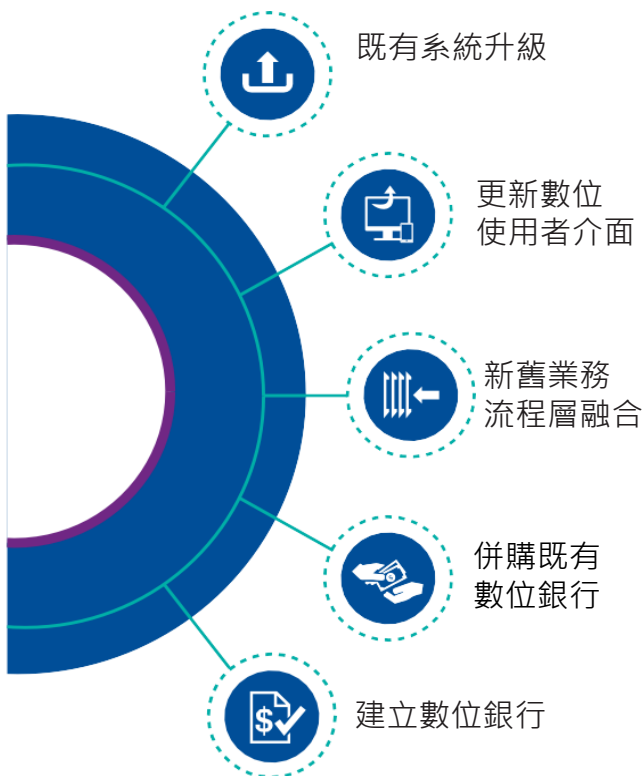 既有系統升級
更新數位
使用者介面
新舊業務
流程層融合
併購既有
數位銀行
$
建立數位銀行